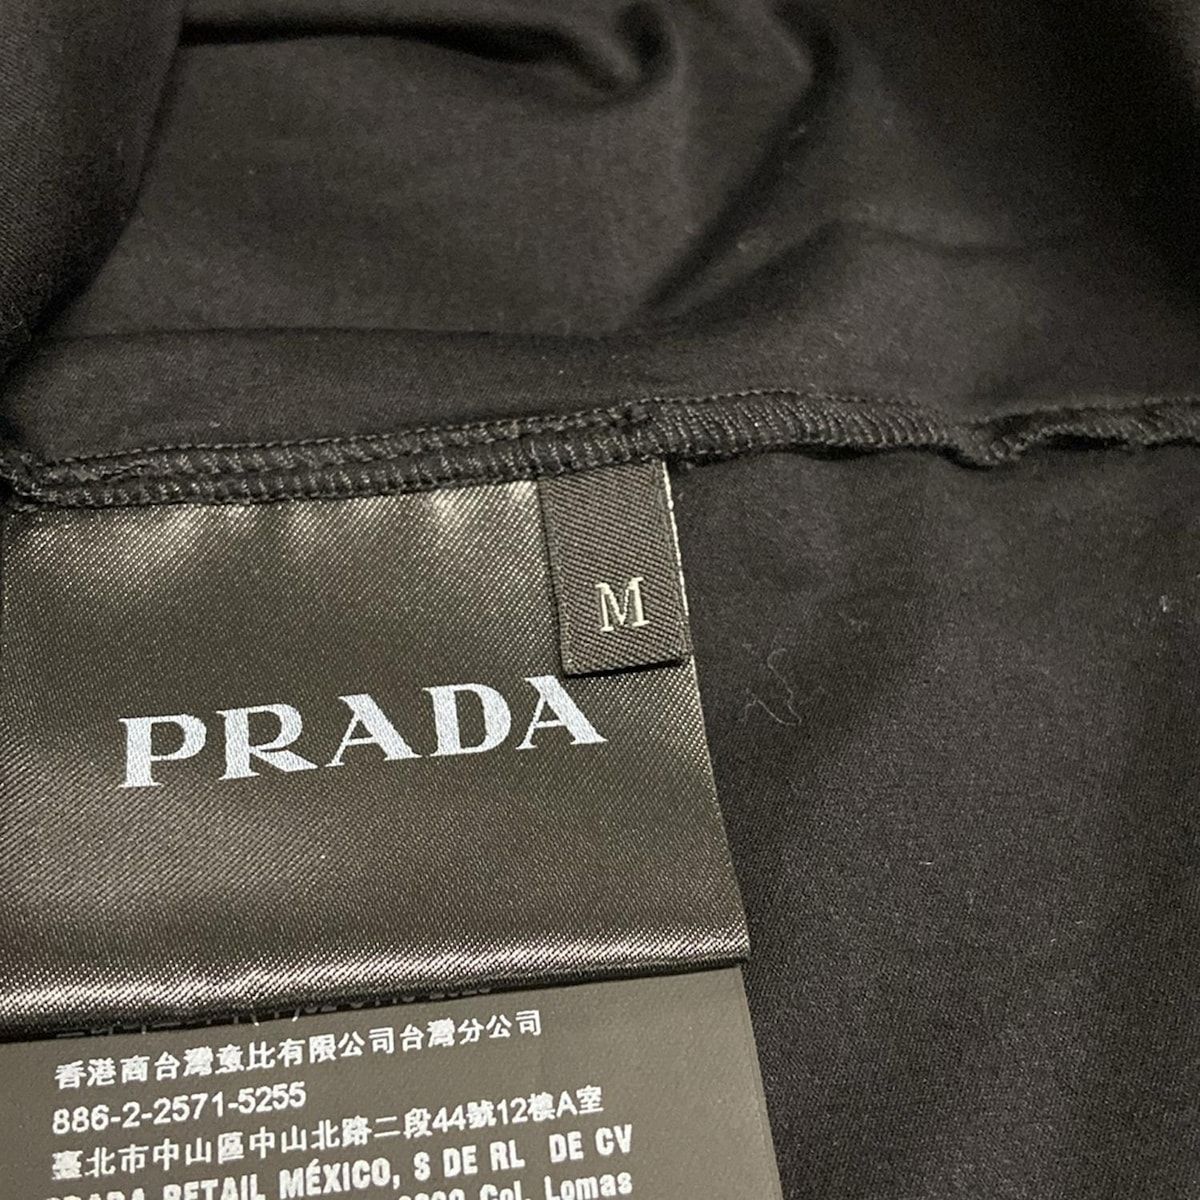 M
PRADA
香港商台灣意比有限公司台灣分公司
886-2-2571-5255
臺北市中山區中山北路二段44號12樓A室
PRADA RETAIL MÉXICO, S DE RL DE CV
Col. Lomas